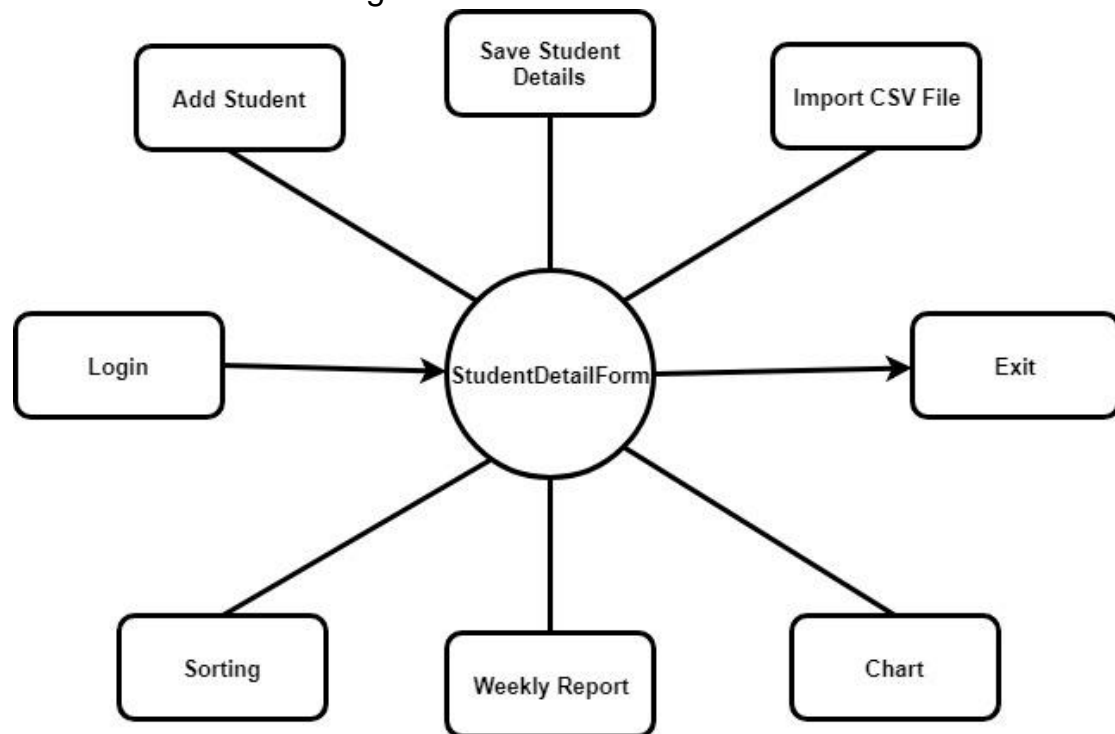 g
Save Student
Details
Add Student
Import CSV File
Login
StudentDetailForm
Exit
Sorting
Weekly Report
Chart